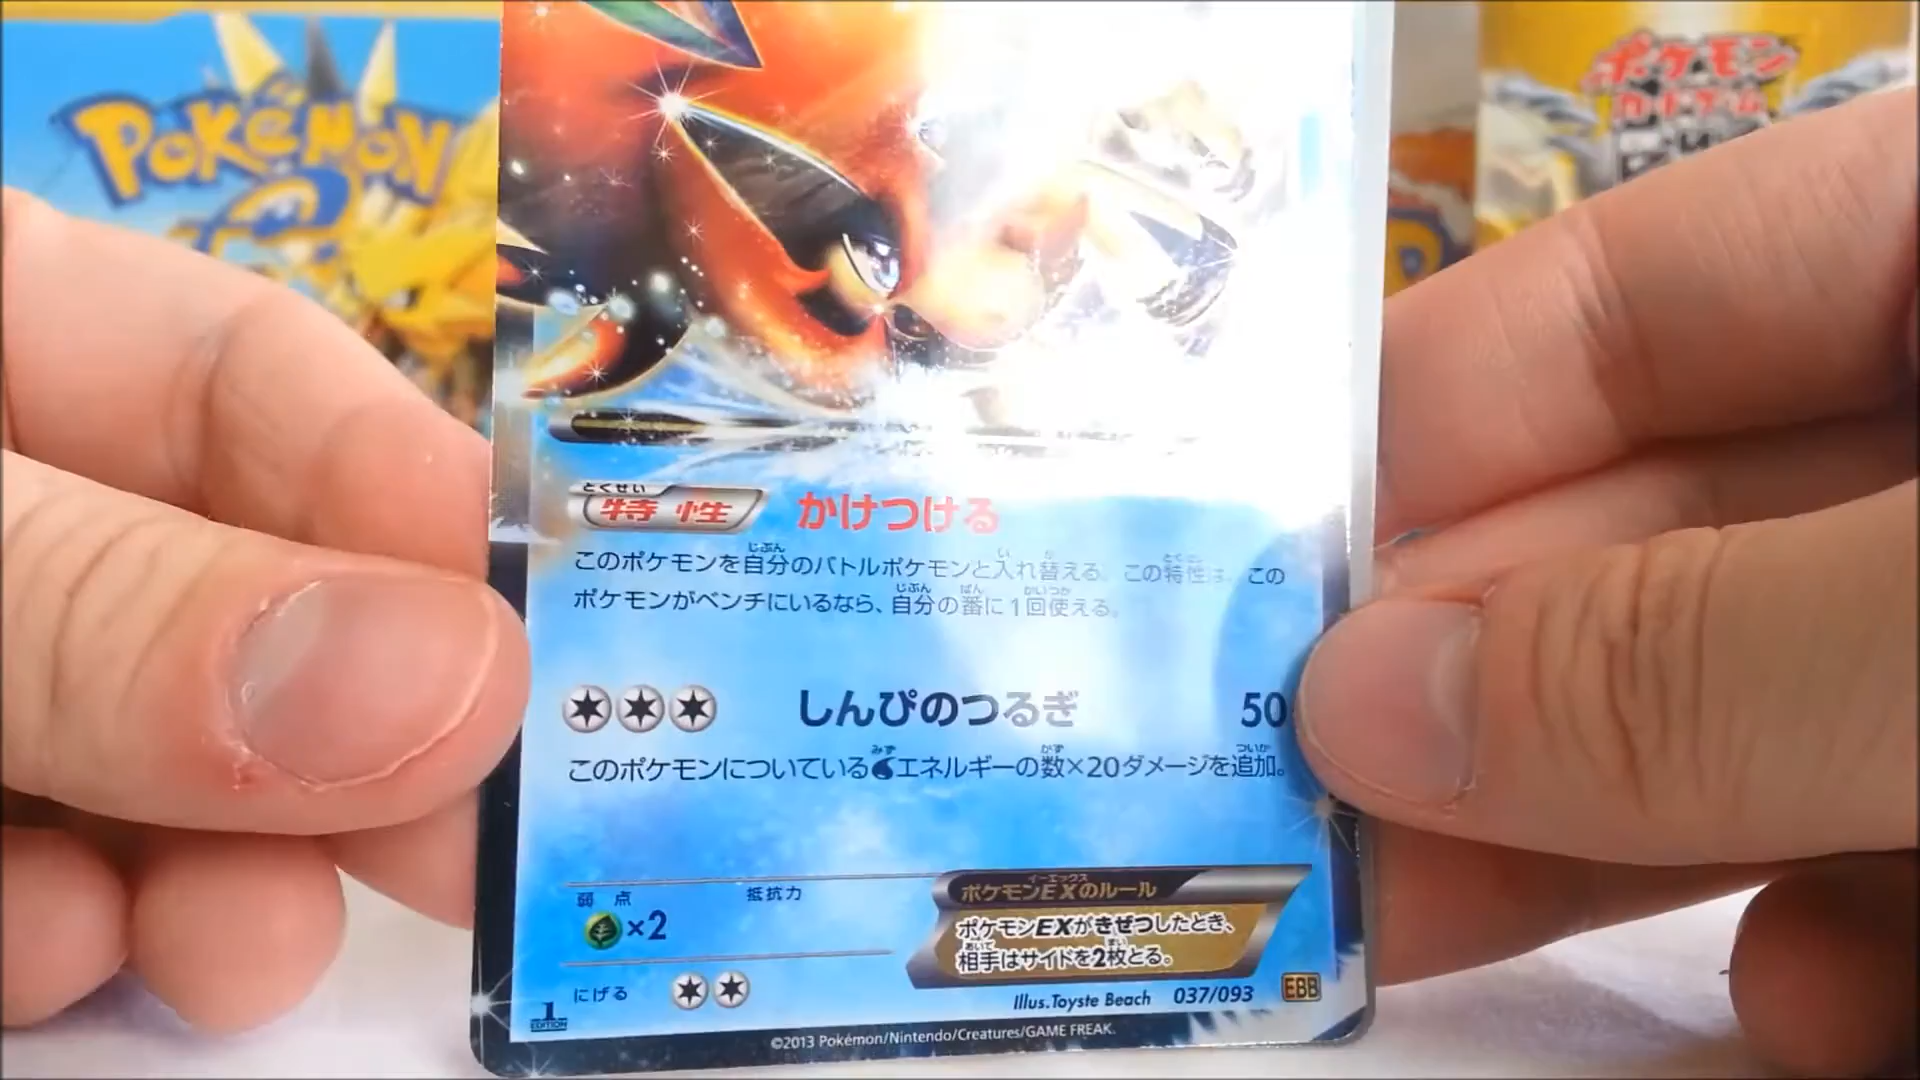 POKéMON
ポケモン
カードゲーム
とくせい
特性 かけつける
このポケモンを自分のバトルポケモンと入れ替える。この特性は、この
ポケモンがベンチにいるなら、自分の番に1回使える。
しんぴのつるぎ 50
このポケモンについているエネルギーの数×20ダメージを追加。
弱点 抵抗力
×2
にげる
ポケモンEXのルール
ポケモンEXがきぜつしたとき、
相手はサイドを2枚とる。
1 EDITION
Illus.Toyste Beach 037/093 EBB
©2013 Pokémon/Nintendo/Creatures/GAME FREAK.